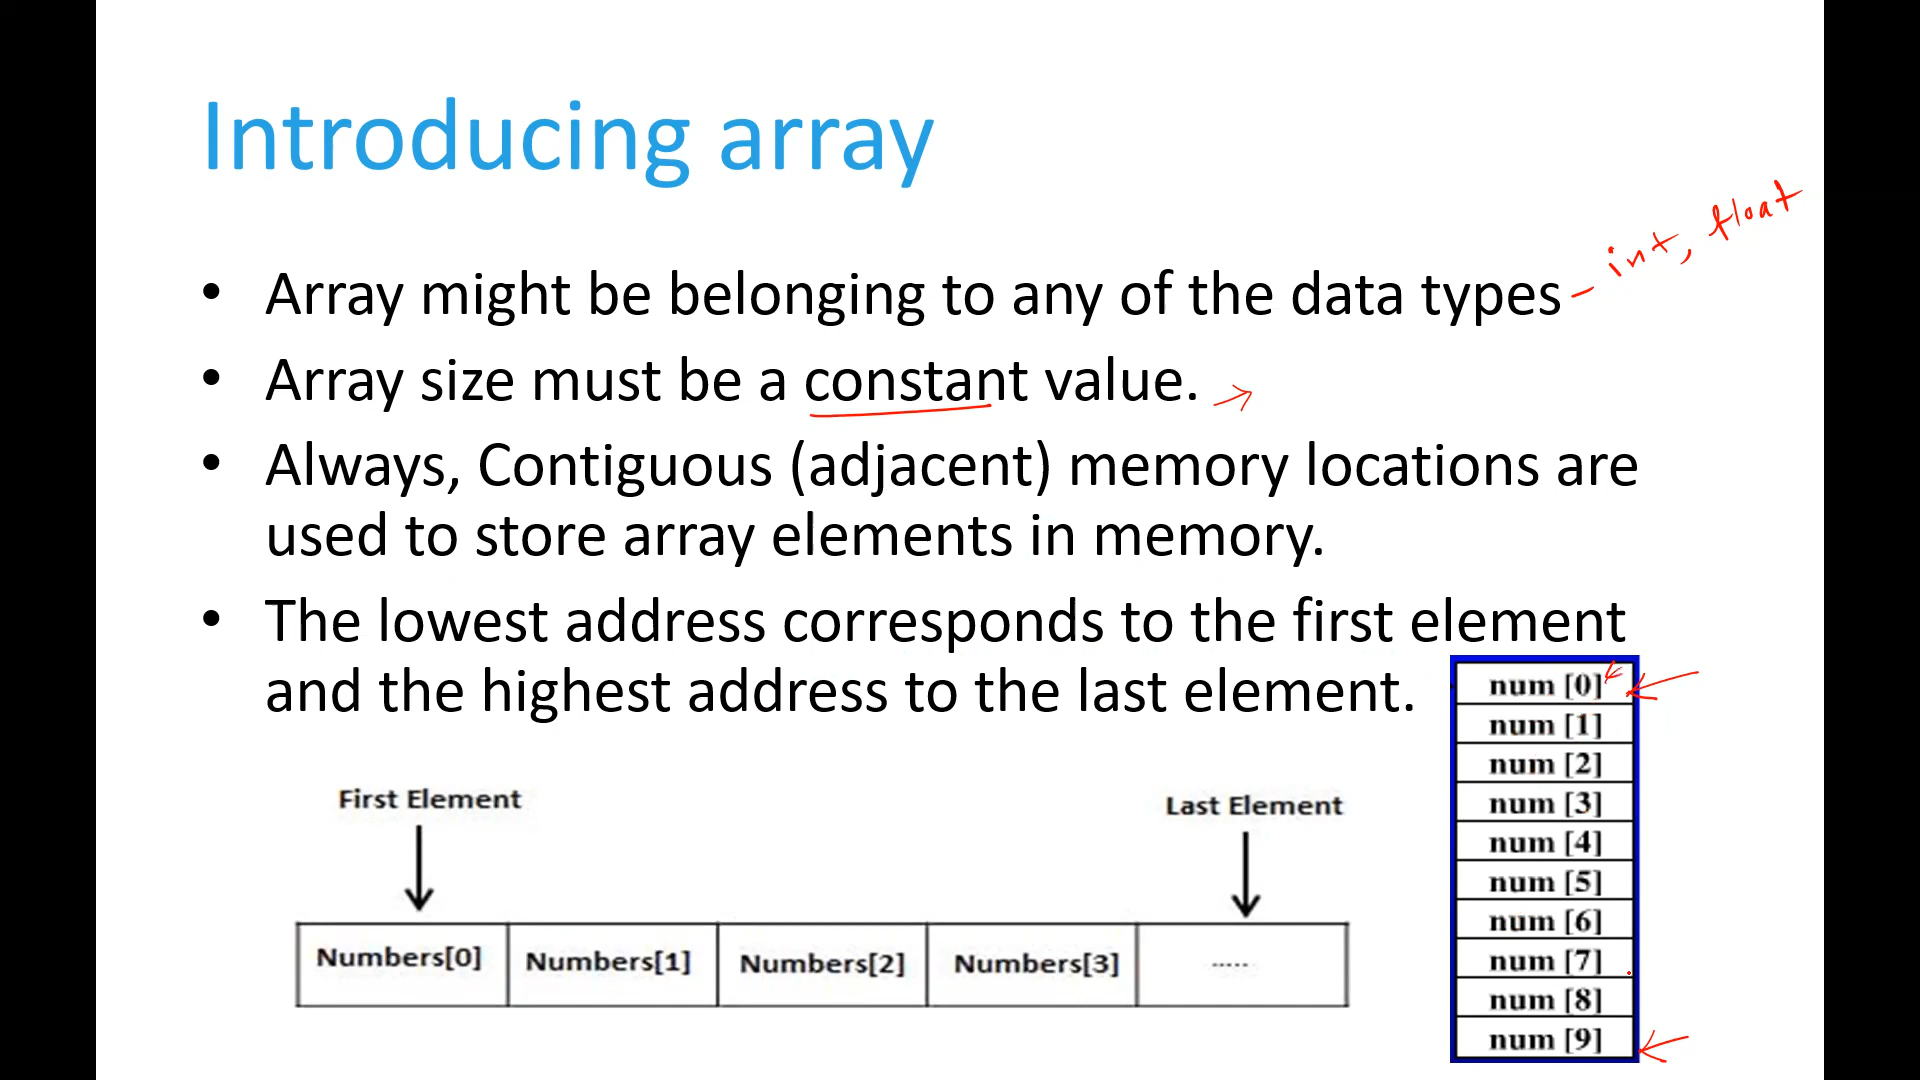 Introducing array
int, float
• Array might be belonging to any of the data types -
• Array size must be a constant value. →
• Always, Contiguous (adjacent) memory locations are
used to store array elements in memory.
• The lowest address corresponds to the first element
and the highest address to the last element.
num [0]
num [1]
num [2]
num [3]
num [4]
num [5]
num [6]
num [7]
num [8]
num [9]
First Element
Last Element
Numbers[0] Numbers[1] Numbers[2] Numbers[3] .....